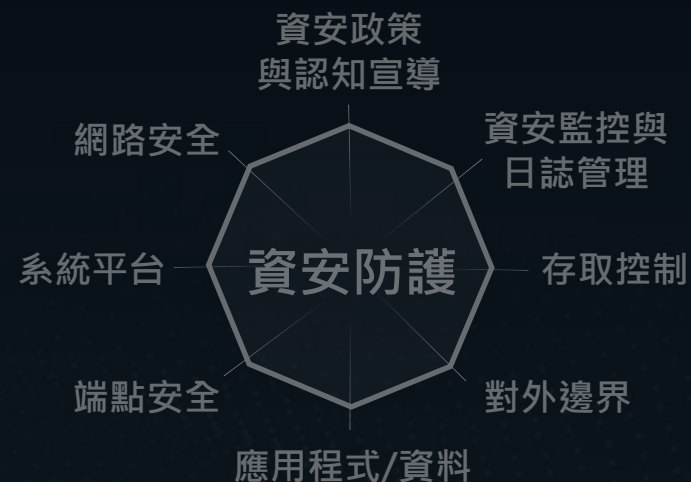 資安政策
與認知宣導
網路安全
資安監控與
日誌管理
系統平台
資安防護
存取控制
端點安全
對外邊界
應用程式/資料